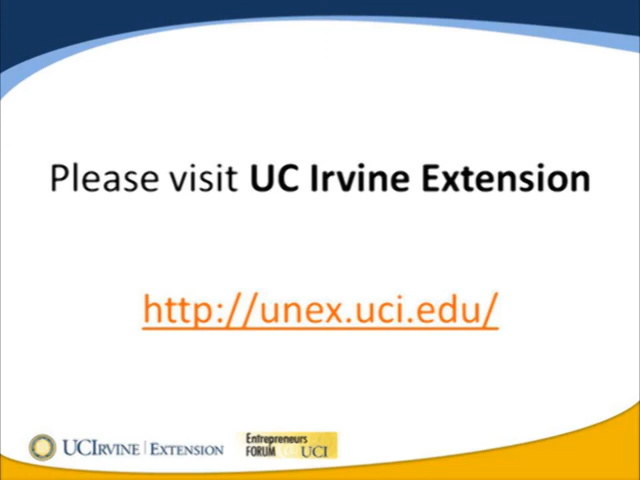 Please visit UC Irvine Extension
http://unex.uci.edu/
UCIRVINE | EXTENSION
Entrepreneurs
FORUM UCI